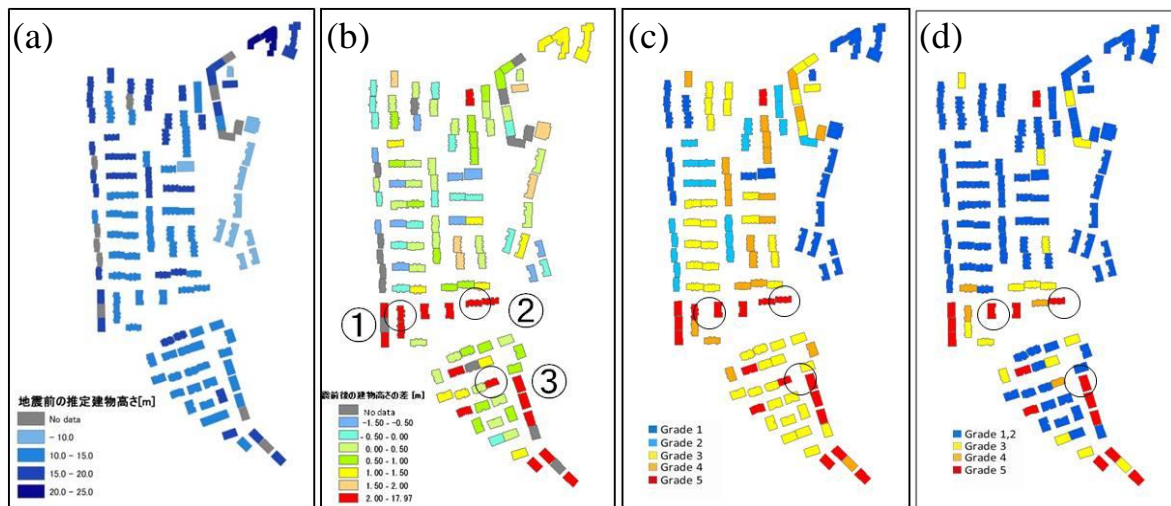 (a)
(b)
(c)
(d)
①
②
③
地震前の推定建物高さ[m]
No data
- 10.0
10.0 - 15.0
15.0 - 20.0
20.0 - 25.0
震前後の建物高さの差 [m]
No data
-1.50 - -0.50
-0.50 - 0.00
0.00 - 0.50
0.50 - 1.00
1.00 - 1.50
1.50 - 2.00
2.00 - 17.97
Grade 1
Grade 2
Grade 3
Grade 4
Grade 5
Grade 1,2
Grade 3
Grade 4
Grade 5